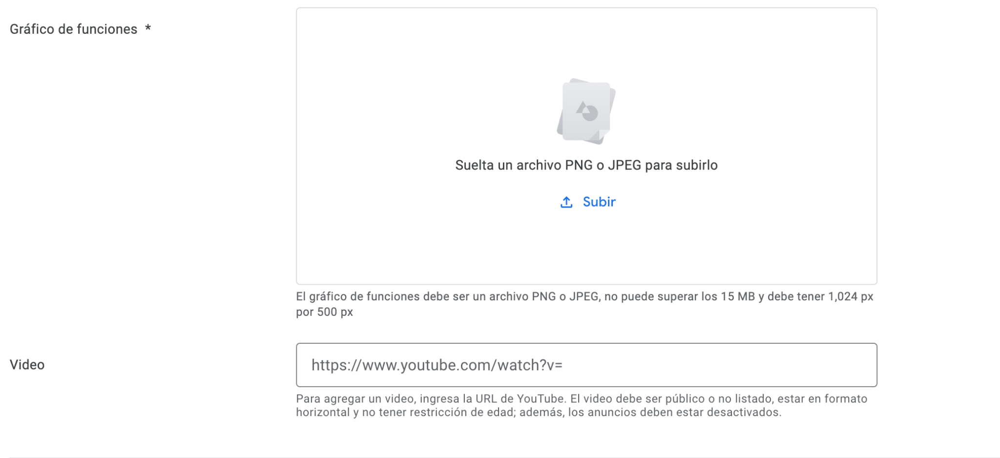 Gráfico de funciones *
Suelta un archivo PNG o JPEG para subirlo
Subir
El gráfico de funciones debe ser un archivo PNG o JPEG, no puede superar los 15 MB y debe tener 1,024 px
por 500 px
Video
https://www.youtube.com/watch?v=
Para agregar un video, ingresa la URL de YouTube. El video debe ser público o no listado, estar en formato
horizontal y no tener restricción de edad; además, los anuncios deben estar desactivados.